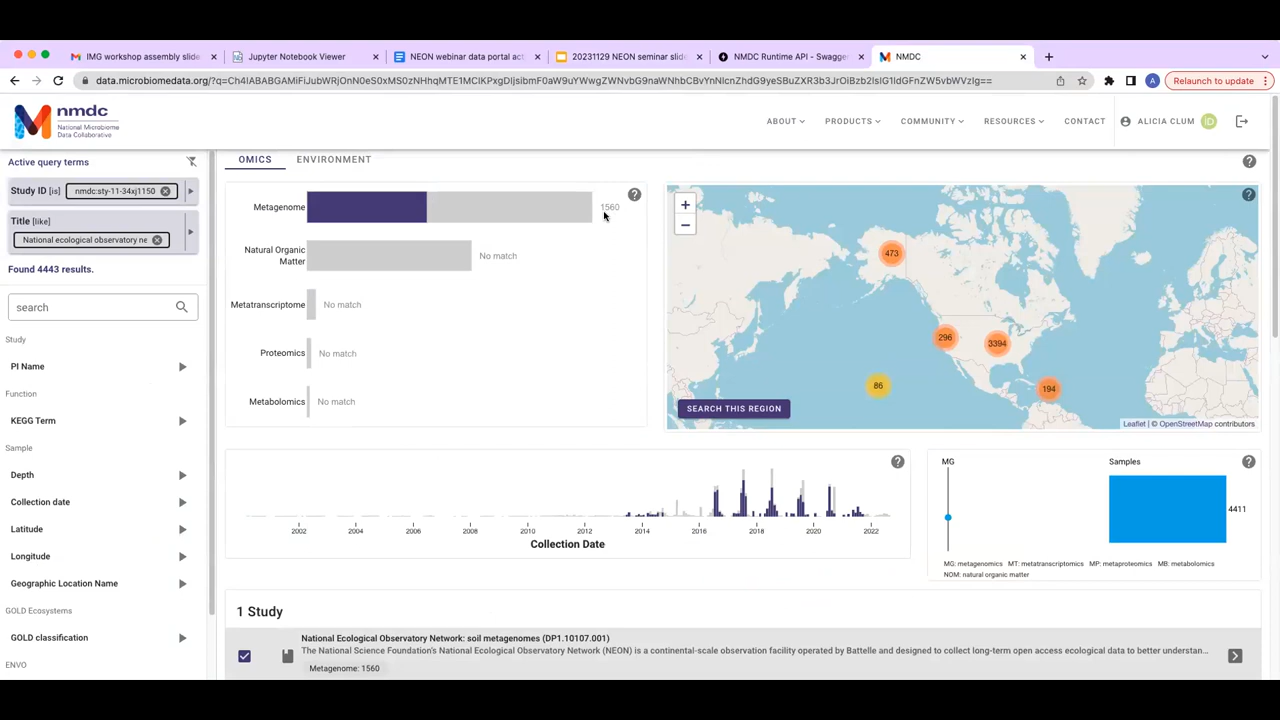 IMG workshop assembly slide
Jupyter Notebook Viewer
NEON webinar data portal act
20231129 NEON seminar slid
NMDC Runtime API - Swagge
NMDC
Relaunch to update
nmdc
National Microbiome
Data Collaborative
ABOUT
PRODUCTS
COMMUNITY
RESOURCES
CONTACT
ALICIA CLUM
iD
Active query terms
Study ID [is]
nmdc:sty-11-34xj1150
Title [like]
National ecological observatory ne
Found 4443 results.
search
Study
PI Name
Function
KEGG Term
Sample
Depth
Collection date
Latitude
Longitude
Geographic Location Name
GOLD Ecosystems
GOLD classification
ENVO
OMICS
ENVIRONMENT
Metagenome
1560
Natural Organic
Matter
No match
Metatranscriptome
No match
Proteomics
No match
Metabolomics
No match
473
296
3394
86
194
SEARCH THIS REGION
Leaflet | © OpenStreetMap contributors
2002 2004 2006 2008 2010 2012 2014 2016 2018 2020 2022
Collection Date
MG
Samples
4411
MG: metagenomics MT: metatranscriptomics MP: metaproteomics MB: metabolomics
NOM: natural organic matter
1 Study
National Ecological Observatory Network: soil metagenomes (DP1.10107.001)
The National Science Foundation's National Ecological Observatory Network (NEON) is a continental-scale observation facility operated by Battelle and designed to collect long-term open access ecological data to better understan...
Metagenome: 1560